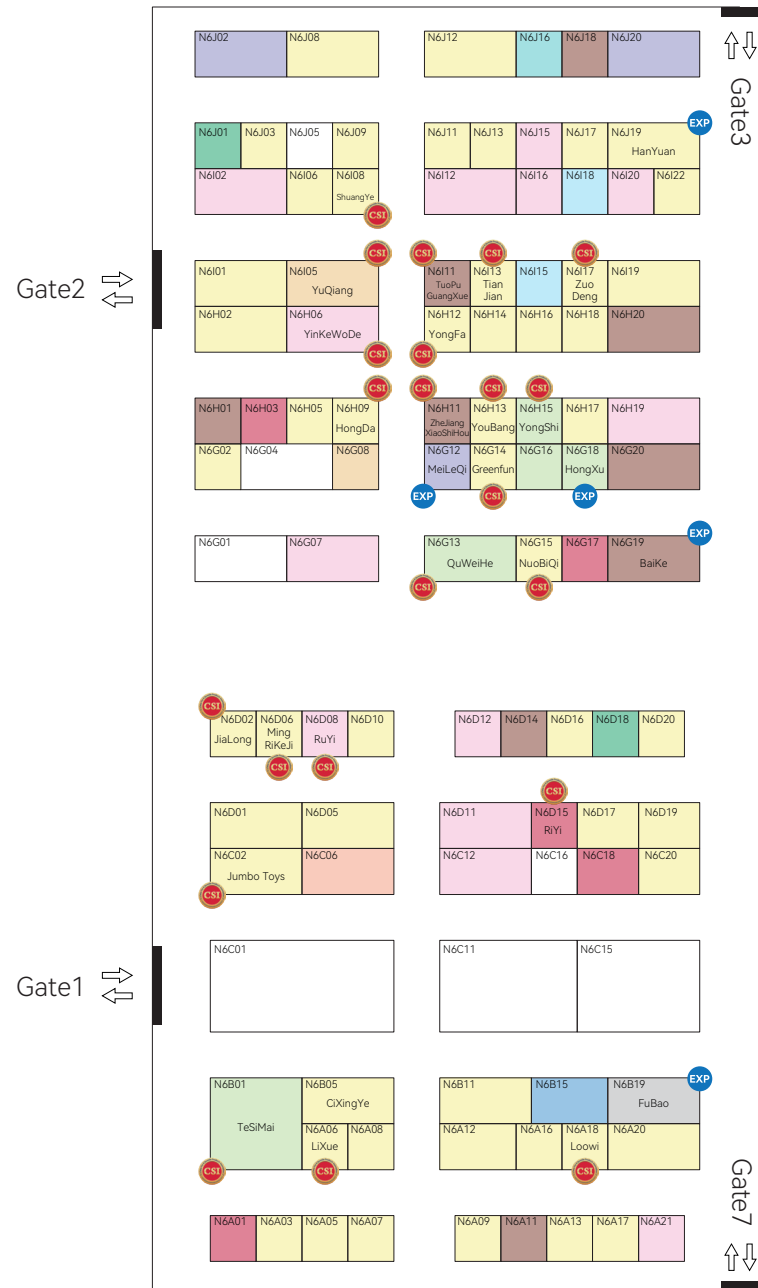 N6J02
N6J08
N6J12
N6J16
N6J18
N6J20
Gate3
EXP
N6J01
N6J03
N6J05
N6J09
N6J11
N6J13
N6J15
N6J17
N6J19
HanYuan
N6I02
N6I06
N6I08
ShuangYe
N6I12
N6I16
N6I18
N6I20
N6I22
CSI
CSI
CSI
CSI
CSI
Gate2
N6I01
N6I05
YuQiang
N6I11
TuoPu
GuangXue
N6I13
Tian
Jian
N6I15
N6I17
Zuo
Deng
N6I19
N6H02
N6H06
YinKeWoDe
N6H12
YongFa
N6H14
N6H16
N6H18
N6H20
CSI
CSI
CSI
CSI
CSI
CSI
N6H01
N6H03
N6H05
N6H09
HongDa
N6H11
ZheJiang
XiaoShiHou
N6H13
YouBang
N6H15
YongShi
N6H17
N6H19
N6G02
N6G04
N6G08
N6G12
MeiLeQi
N6G14
Greenfun
N6G16
N6G18
HongXu
N6G20
EXP
CSI
EXP
EXP
N6G01
N6G07
N6G13
QuWeiHe
N6G15
NuoBiQi
N6G17
N6G19
BaiKe
CSI
CSI
CSI
N6D02
JiaLong
N6D06
Ming
RiKeJi
N6D08
RuYi
N6D10
N6D12
N6D14
N6D16
N6D18
N6D20
CSI
CSI
CSI
N6D01
N6D05
N6D11
N6D15
RiYi
N6D17
N6D19
N6C02
Jumbo Toys
N6C06
N6C12
N6C16
N6C18
N6C20
CSI
Gate1
N6C01
N6C11
N6C15
EXP
N6B01
TeSiMai
N6B05
CiXingYe
N6B11
N6B15
N6B19
FuBao
N6A06
LiXue
N6A08
N6A12
N6A16
N6A18
Loowi
N6A20
CSI
CSI
CSI
Gate7
N6A01
N6A03
N6A05
N6A07
N6A09
N6A11
N6A13
N6A17
N6A21